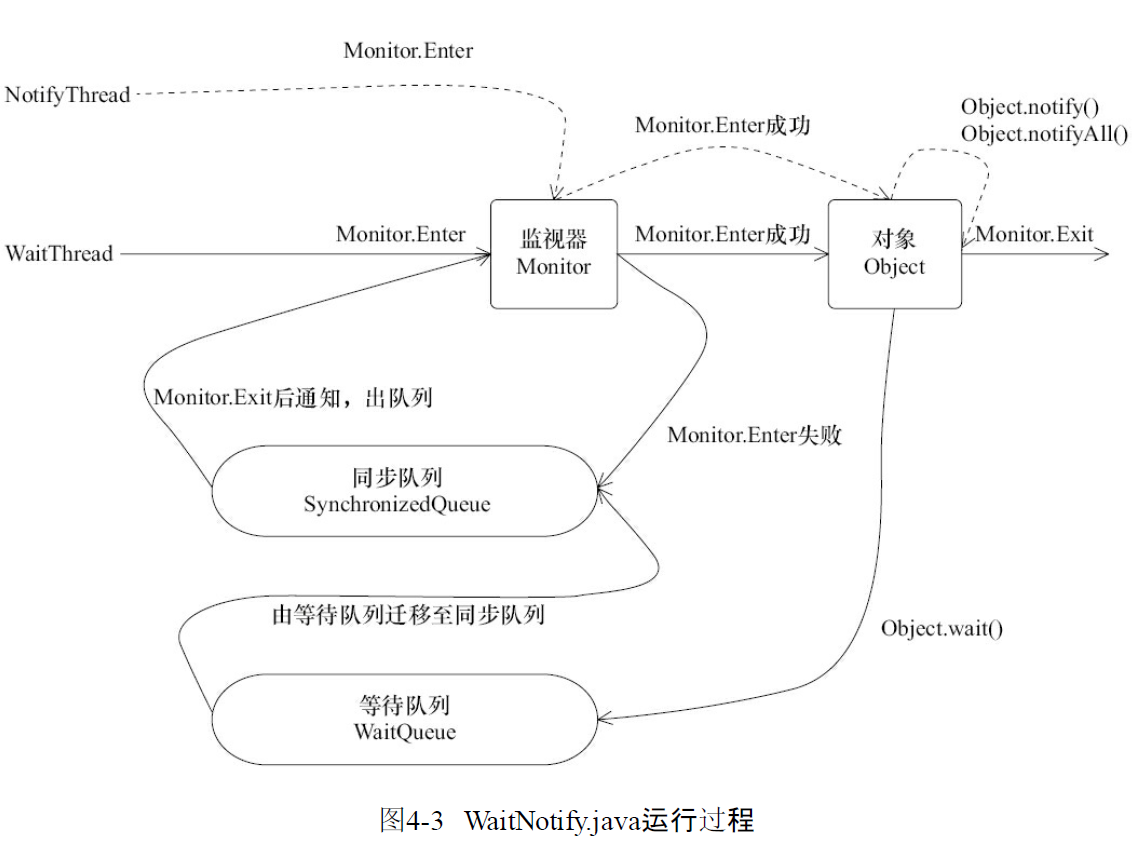 Monitor.Enter
NotifyThread
Object.notify()
Object.notifyAll()
Monitor.Enter成功
WaitThread
Monitor.Enter
监视器
Monitor
Monitor.Enter成功
对象
Object
Monitor.Exit
Monitor.Exit后通知，出队列
Monitor.Enter失败
同步队列
SynchronizedQueue
由等待队列迁移至同步队列
Object.wait()
等待队列
WaitQueue
图4-3 WaitNotify.java运行过程